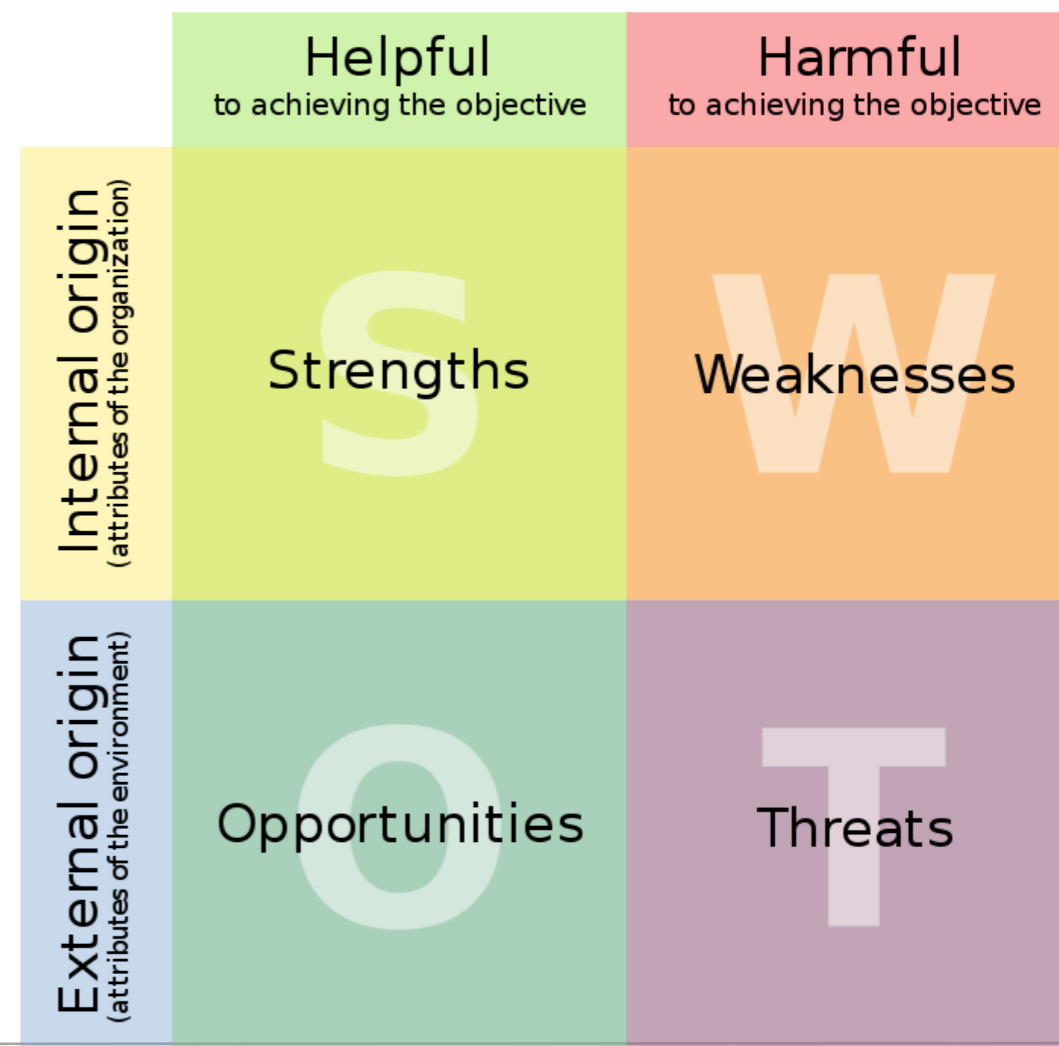 Helpful
to achieving the objective
Harmful
to achieving the objective
Internal origin
(attributes of the organization)
S
Strengths
W
Weaknesses
External origin
(attributes of the environment)
O
Opportunities
T
Threats